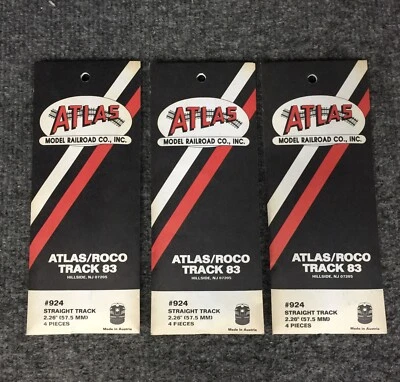 ATLAS
MODEL RAILROAD CO., INC.
ATLAS/ROCO
TRACK 83
HILLSIDE, NJ 07205
#924
STRAIGHT TRACK
2.26" (57.5 MM)
4 PIECES
Made in Austria
ATLAS
MODEL RAILROAD CO., INC.
ATLAS/ROCO
TRACK 83
HILLSIDE, NJ 07205
#924
STRAIGHT TRACK
2.26" (57.5 MM)
4 PIECES
Made in Austria
ATLAS
MODEL RAILROAD CO., INC.
ATLAS/ROCO
TRACK 83
HILLSIDE, NJ 07205
#924
STRAIGHT TRACK
2.26" (57.5 MM)
4 PIECES
Made in Austria